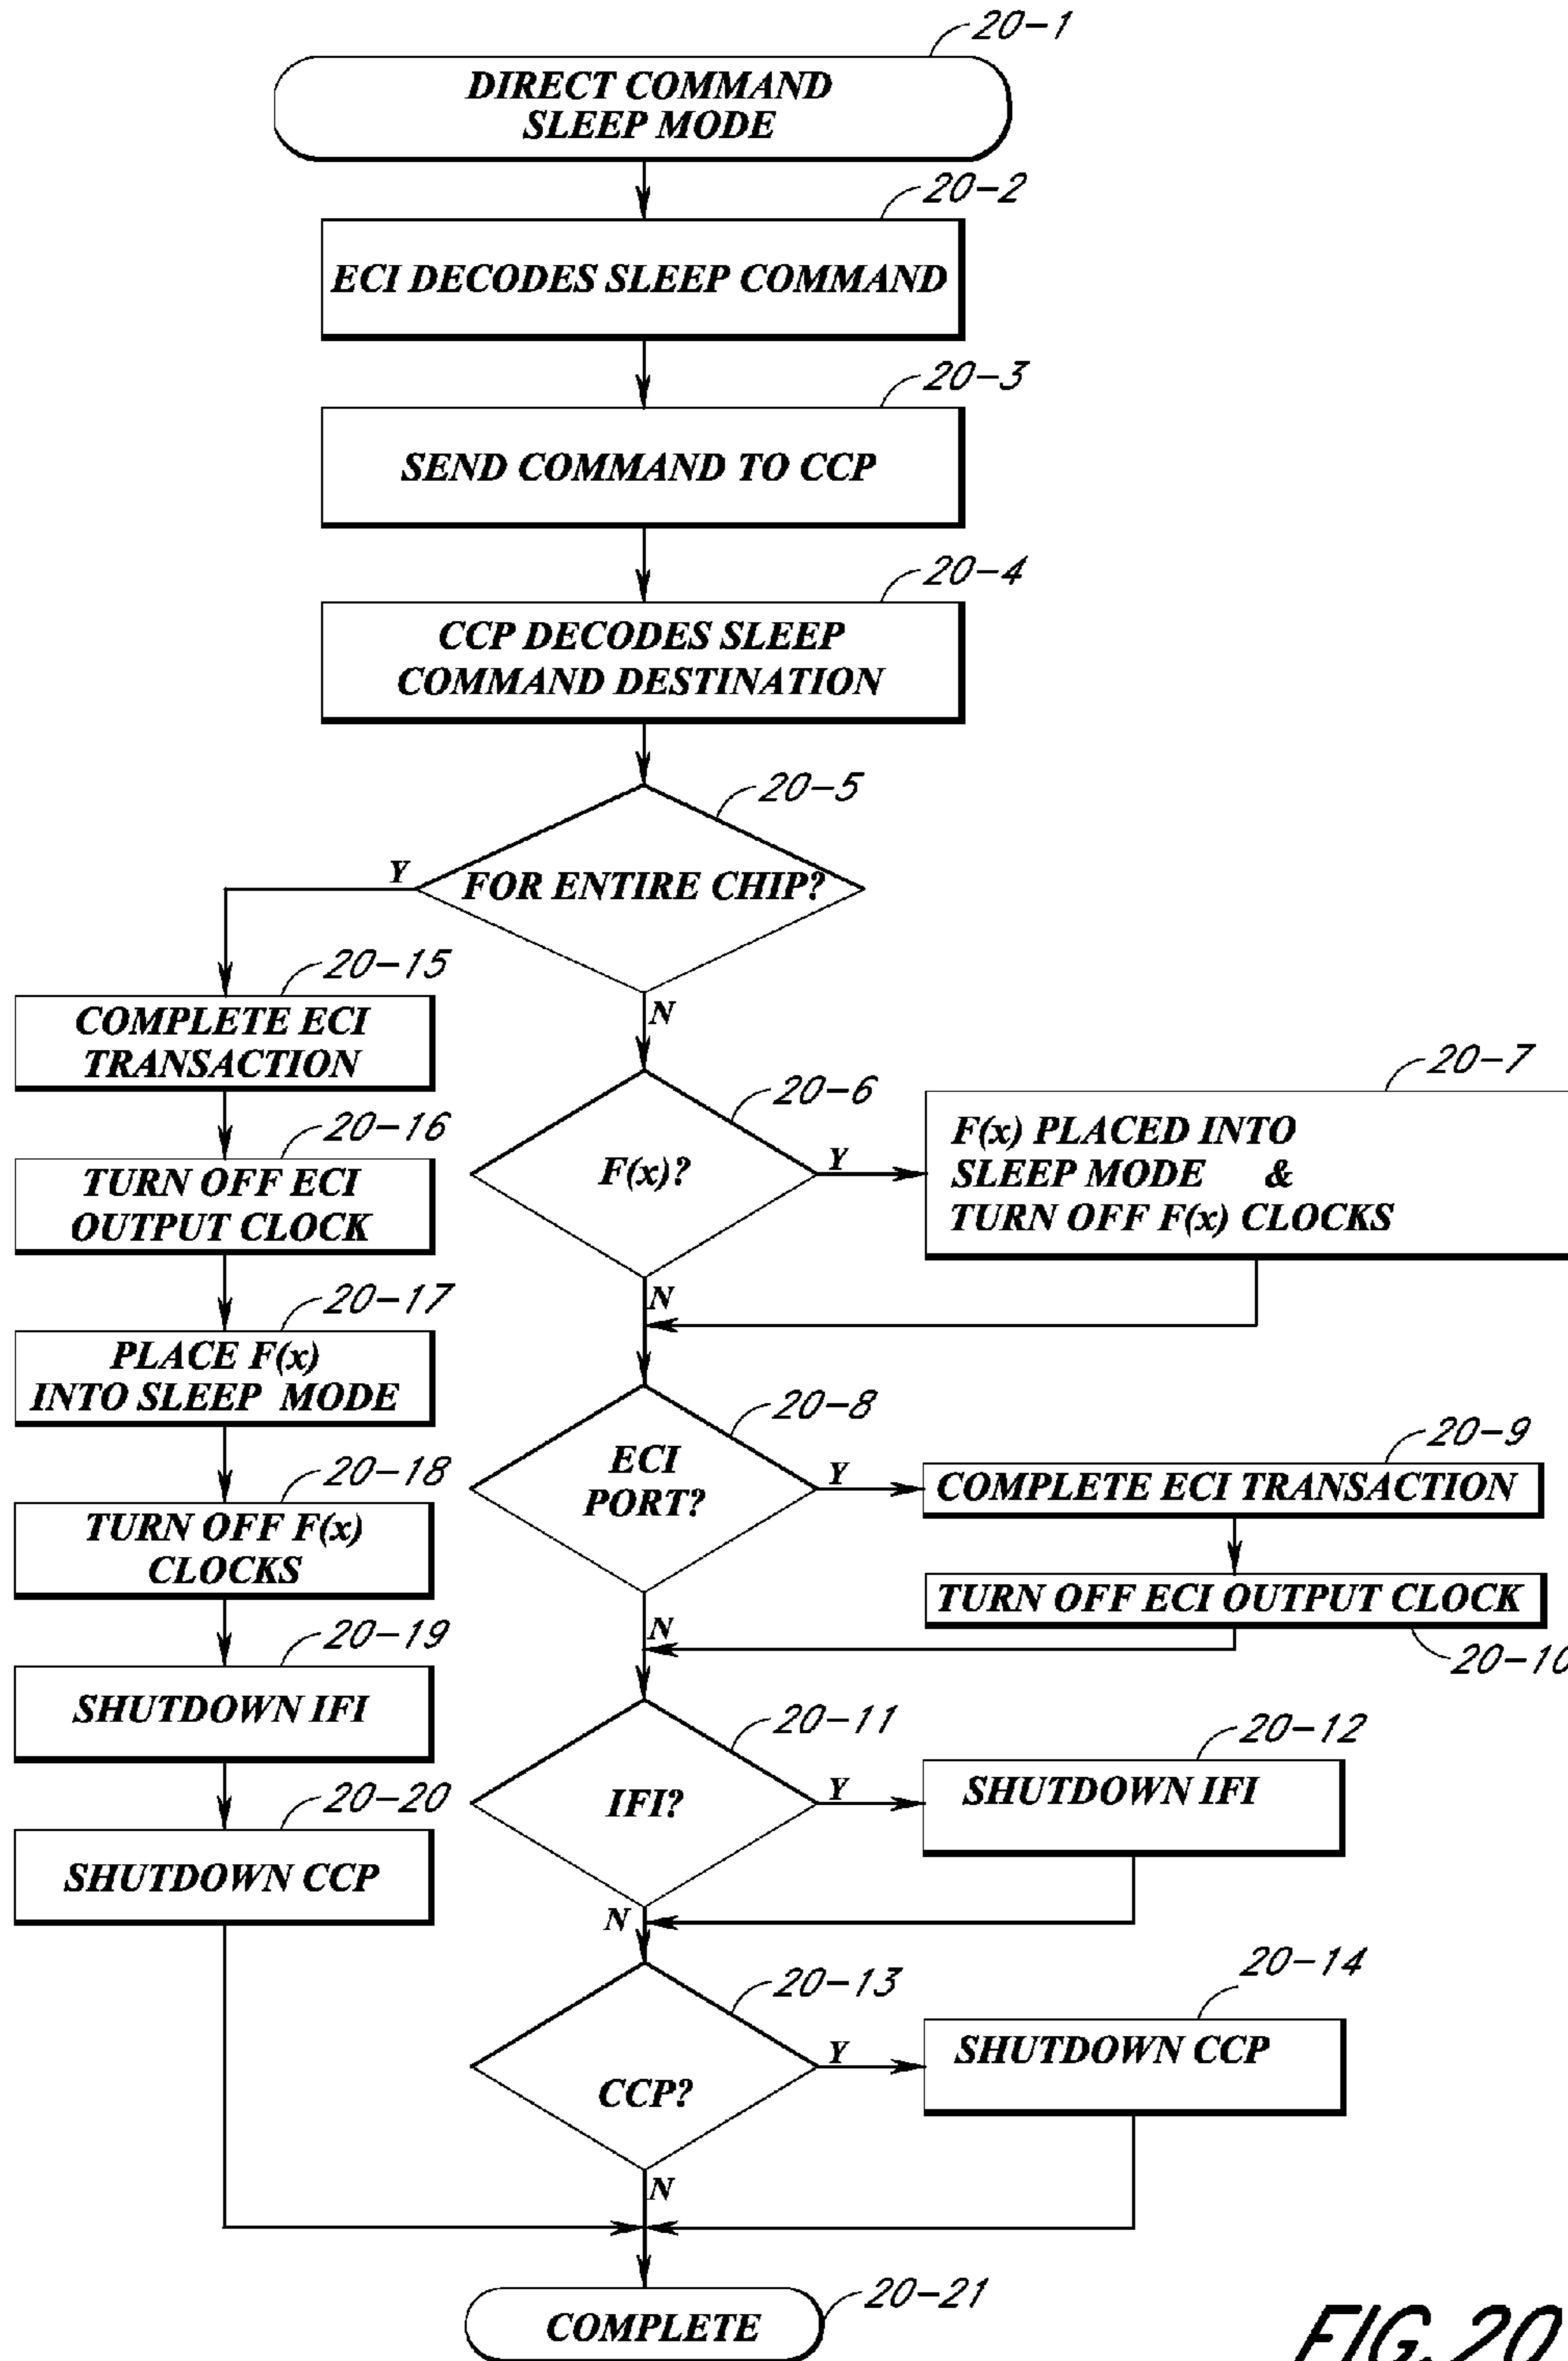 20-1
DIRECT COMMAND
SLEEP MODE
20-2
ECI DECODES SLEEP COMMAND
20-3
SEND COMMAND TO CCP
20-4
CCP DECODES SLEEP
COMMAND DESTINATION
20-5
FOR ENTIRE CHIP?
Y
N
20-15
COMPLETE ECI
TRANSACTION
20-16
TURN OFF ECI
OUTPUT CLOCK
20-17
PLACE F(x)
INTO SLEEP MODE
20-18
TURN OFF F(x)
CLOCKS
20-19
SHUTDOWN IFI
20-20
SHUTDOWN CCP
20-6
F(x)?
Y
N
20-7
F(x) PLACED INTO
SLEEP MODE &
TURN OFF F(x) CLOCKS
20-8
ECI
PORT?
Y
N
20-9
COMPLETE ECI TRANSACTION
TURN OFF ECI OUTPUT CLOCK
20-10
20-11
IFI?
Y
N
20-12
SHUTDOWN IFI
20-13
CCP?
Y
N
20-14
SHUTDOWN CCP
20-21
COMPLETE
FIG. 20